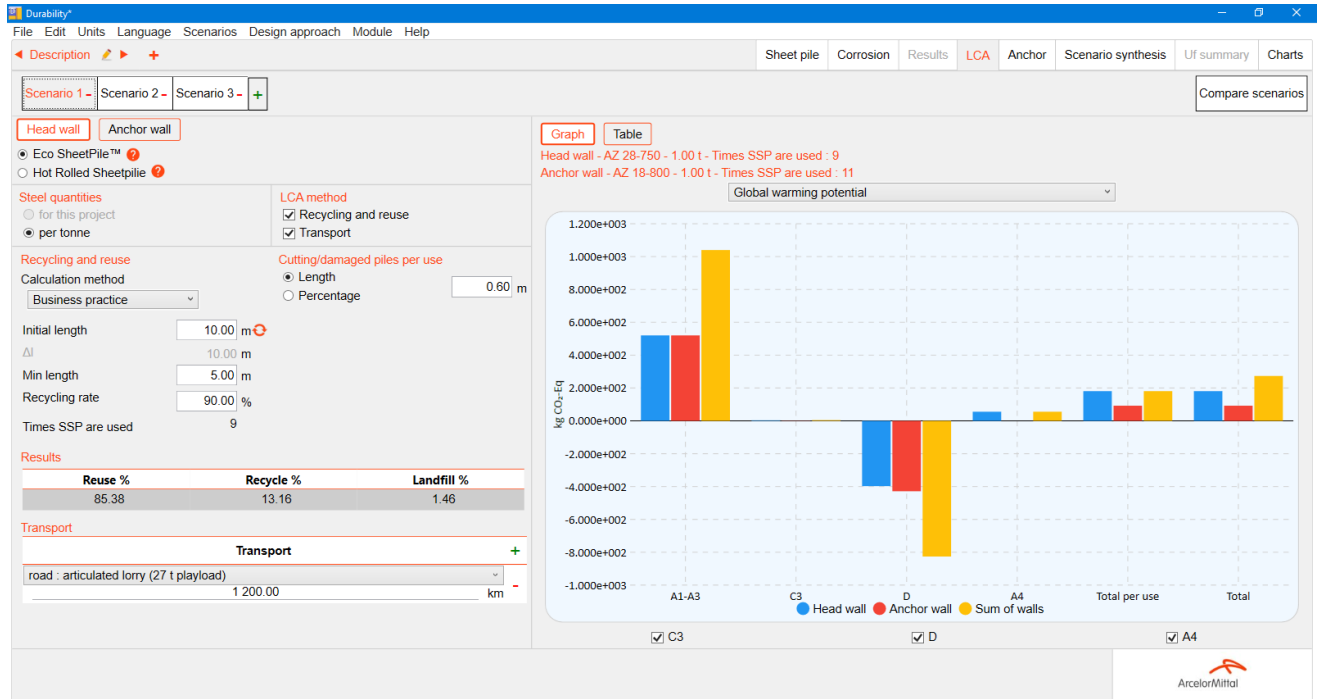 Durability*
File Edit Units Language Scenarios Design approach Module Help
Description +
Sheet pile Corrosion Results LCA Anchor Scenario synthesis Uf summary Charts
Scenario 1 - Scenario 2 - Scenario 3 - +
Compare scenarios
Head wall Anchor wall
Eco SheetPile™ ?
Hot Rolled Sheetpilie ?
Steel quantities
for this project
per tonne
LCA method
Recycling and reuse
Transport
Recycling and reuse
Calculation method
Business practice
Cutting/damaged piles per use
Length
Percentage
0.60 m
Initial length 10.00 m
Δl 10.00 m
Min length 5.00 m
Recycling rate 90.00 %
Times SSP are used 9
Results
Reuse % Recycle % Landfill %
85.38 13.16 1.46
Transport
Transport +
road : articulated lorry (27 t playload) -
1 200.00 km
Graph Table
Head wall - AZ 28-750 - 1.00 t - Times SSP are used : 9
Anchor wall - AZ 18-800 - 1.00 t - Times SSP are used : 11
Global warming potential
kg CO₂-Eq
1.200e+003
1.000e+003
8.000e+002
6.000e+002
4.000e+002
2.000e+002
0.000e+000
-2.000e+002
-4.000e+002
-6.000e+002
-8.000e+002
-1.000e+003
A1-A3 C3 D A4 Total per use Total
Head wall Anchor wall Sum of walls
C3 D A4
ArcelorMittal